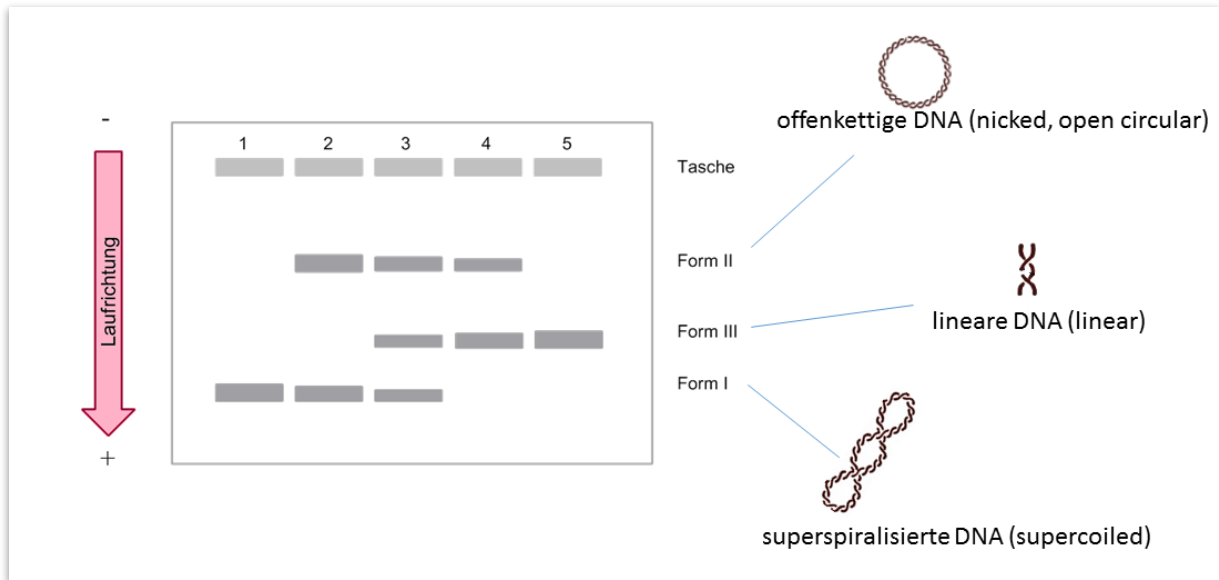 offenkettige DNA (nicked, open circular)
-
1 2 3 4 5
Tasche
Laufrichtung
Form II
Form III
lineare DNA (linear)
Form I
+
superspiralisierte DNA (supercoiled)